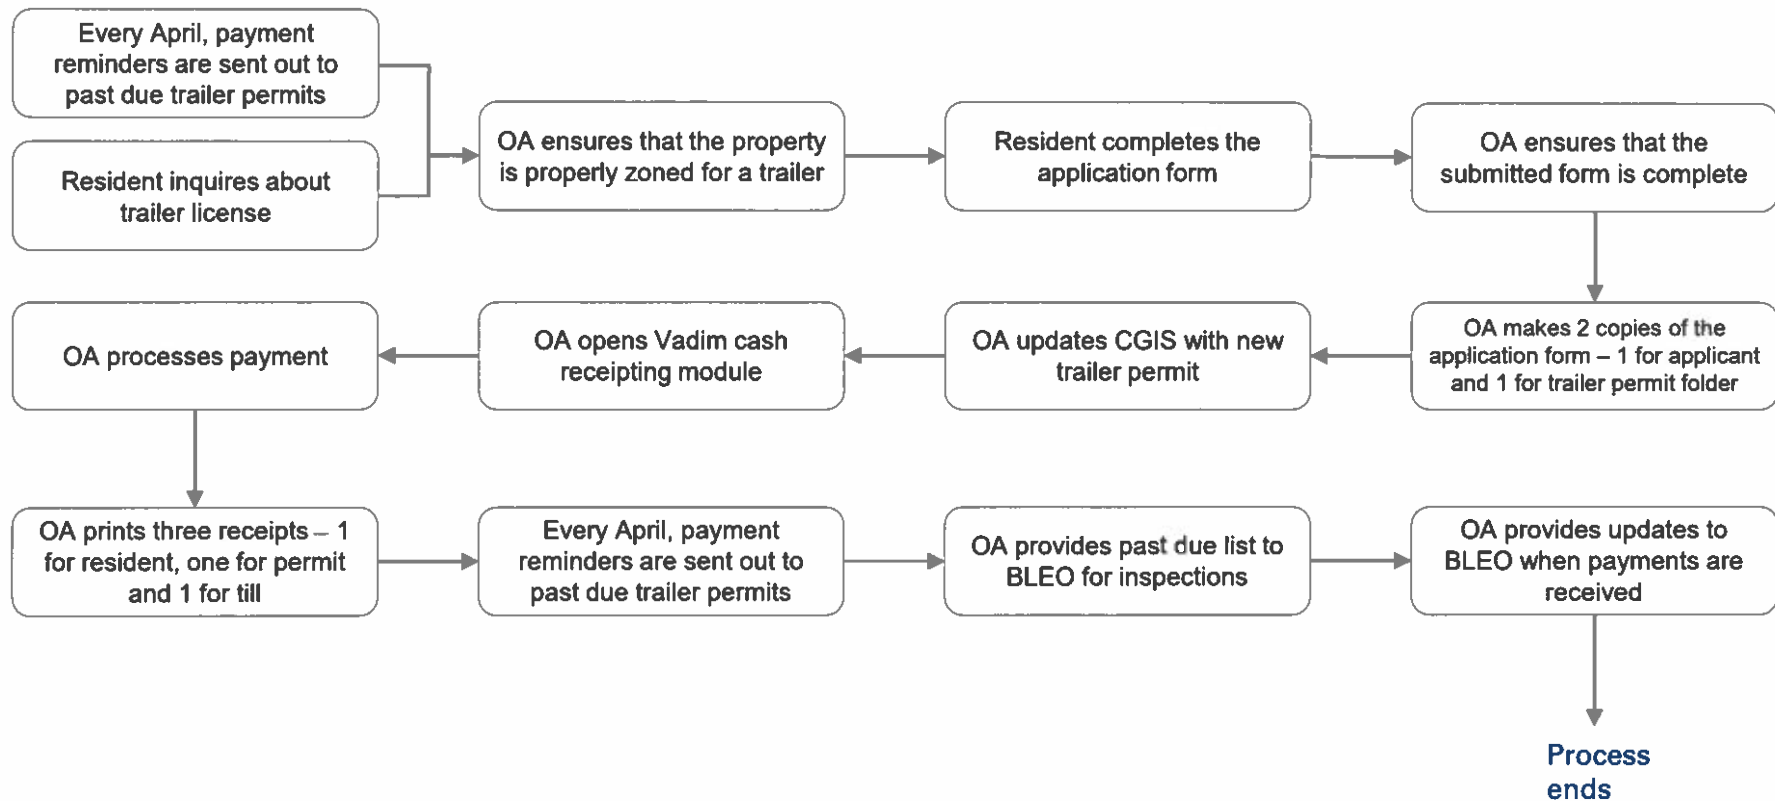 Every April, payment
reminders are sent out to
past due trailer permits
Resident inquires about
trailer license
OA ensures that the property
is properly zoned for a trailer
Resident completes the
application form
OA ensures that the
submitted form is complete
OA makes 2 copies of the
application form – 1 for applicant
and 1 for trailer permit folder
OA updates CGIS with new
trailer permit
OA opens Vadim cash
receipting module
OA processes payment
OA prints three receipts – 1
for resident, one for permit
and 1 for till
Every April, payment
reminders are sent out to
past due trailer permits
OA provides past due list to
BLEO for inspections
OA provides updates to
BLEO when payments are
received
Process
ends